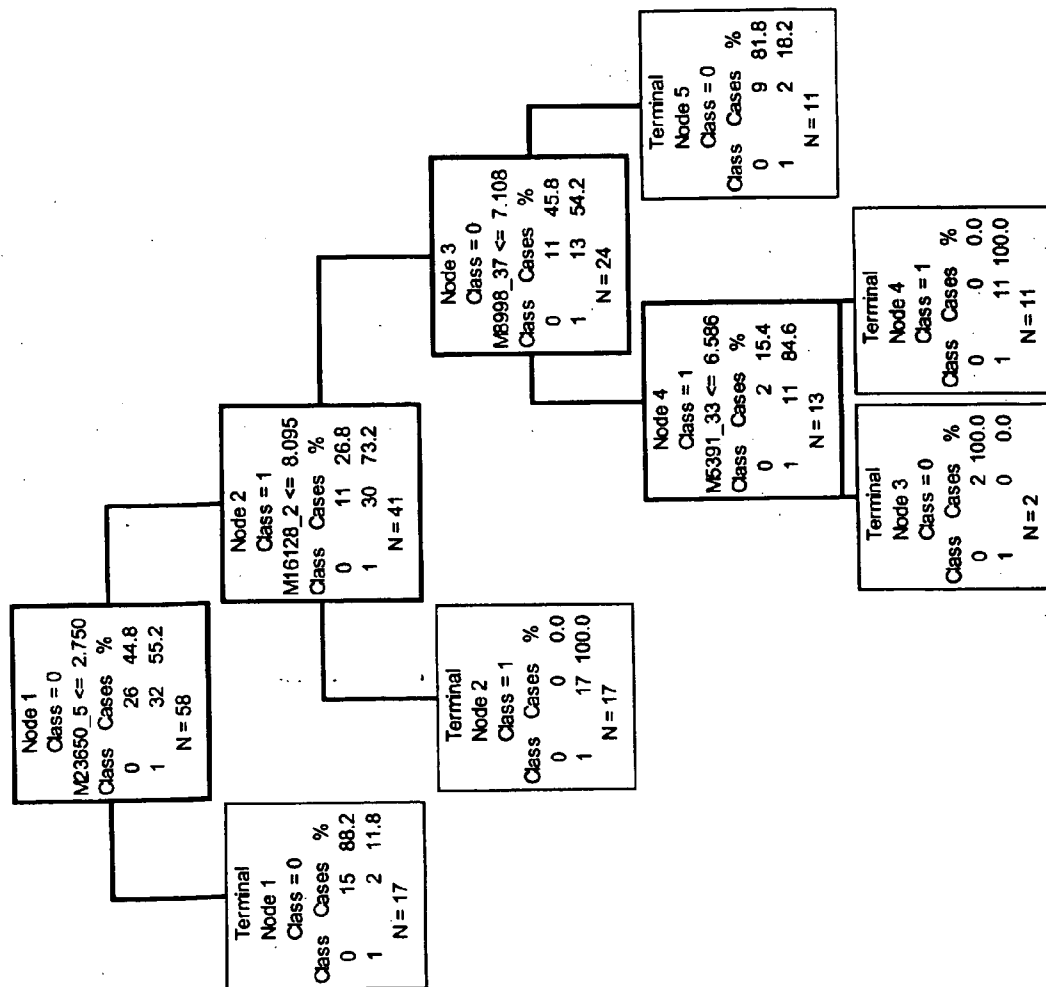 Node 1
Class = 0
M23650_5 <= 2.750
Class Cases %
0 26 44.8
1 32 55.2
N = 58
Terminal
Node 1
Class = 0
Class Cases %
0 15 88.2
1 2 11.8
N = 17
Node 2
Class = 1
M16128_2 <= 8.095
Class Cases %
0 11 26.8
1 30 73.2
N = 41
Terminal
Node 2
Class = 1
Class Cases %
0 0 0.0
1 17 100.0
N = 17
Node 3
Class = 0
M8998_37 <= 7.108
Class Cases %
0 11 45.8
1 13 54.2
N = 24
Node 4
Class = 1
M5391_33 <= 6.586
Class Cases %
0 2 15.4
1 11 84.6
N = 13
Terminal
Node 5
Class = 0
Class Cases %
0 9 81.8
1 2 18.2
N = 11
Terminal
Node 3
Class = 0
Class Cases %
0 2 100.0
1 0 0.0
N = 2
Terminal
Node 4
Class = 1
Class Cases %
0 0 0.0
1 11 100.0
N = 11